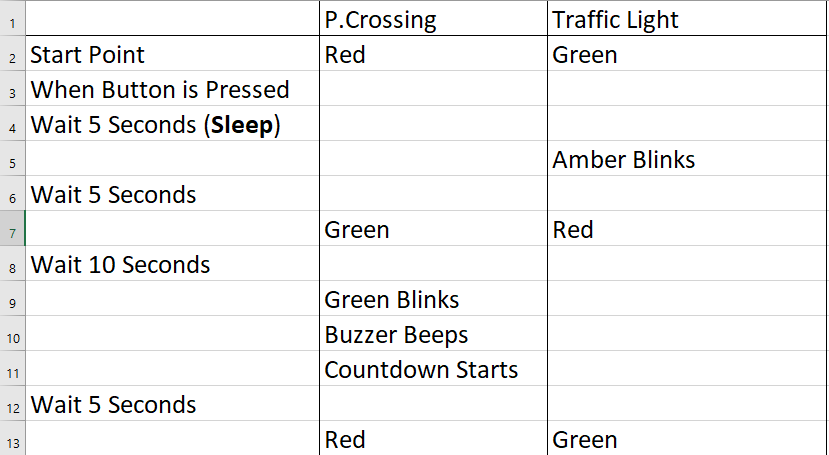 1 P.Crossing Traffic Light
2 Start Point Red Green
3 When Button is Pressed
4 Wait 5 Seconds (Sleep)
5 Amber Blinks
6 Wait 5 Seconds
7 Green Red
8 Wait 10 Seconds
9 Green Blinks
10 Buzzer Beeps
11 Countdown Starts
12 Wait 5 Seconds
13 Red Green